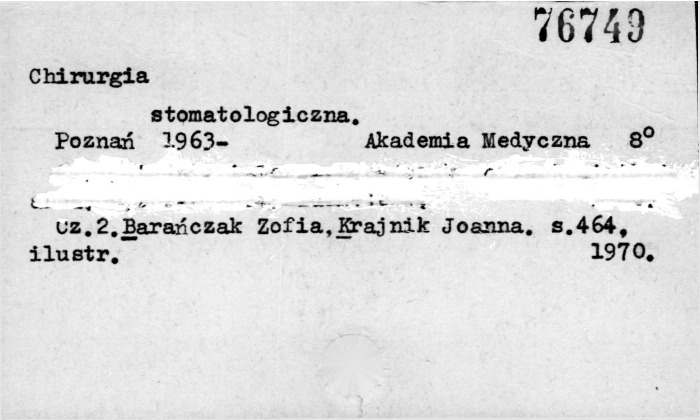 76749
Chirurgia
stomatologiczna.
Poznań 1963- Akademia Medyczna 8°
Cz.2. Barańczak Zofia, Krajnik Joanna. s.464,
ilustr. 1970.